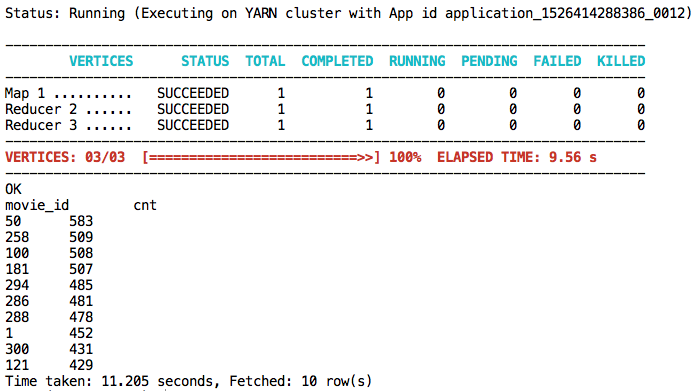 Status: Running (Executing on YARN cluster with App id application_1526414288386_0012)
--------------------------------------------------------------------------------
        VERTICES      STATUS  TOTAL  COMPLETED  RUNNING  PENDING  FAILED  KILLED
--------------------------------------------------------------------------------
Map 1 ..........   SUCCEEDED      1          1        0        0       0       0
Reducer 2 ......   SUCCEEDED      1          1        0        0       0       0
Reducer 3 ......   SUCCEEDED      1          1        0        0       0       0
--------------------------------------------------------------------------------
VERTICES: 03/03  [==========================>>] 100%  ELAPSED TIME: 9.56 s
--------------------------------------------------------------------------------
OK
movie_id	cnt
50	583
258	509
100	508
181	507
294	485
286	481
288	478
1	452
300	431
121	429
Time taken: 11.205 seconds, Fetched: 10 row(s)